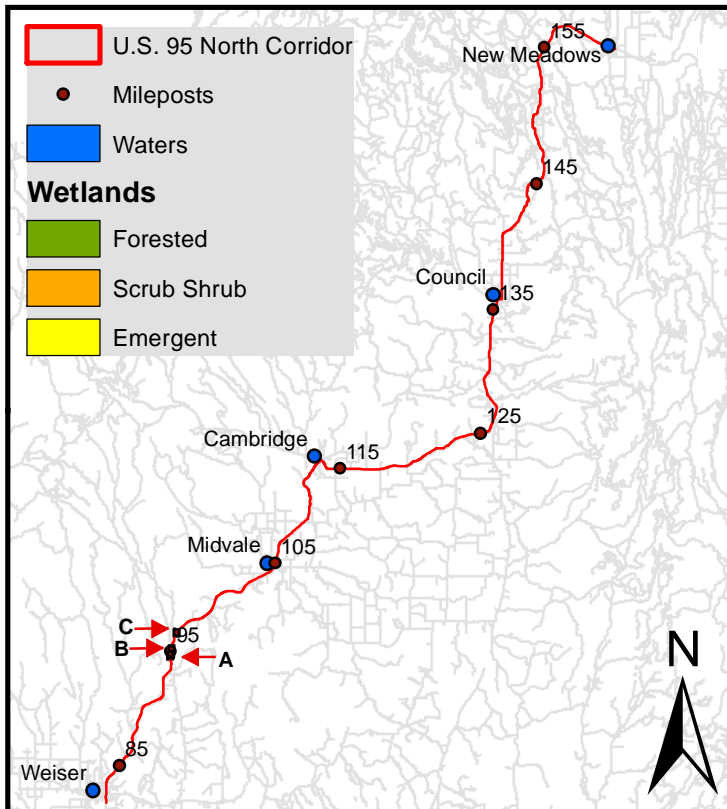 U.S. 95 North Corridor
Mileposts
Waters
Wetlands
Forested
Scrub Shrub
Emergent
155
New Meadows
145
Council
135
125
Cambridge
115
Midvale
105
C
95
B
A
N
85
Weiser